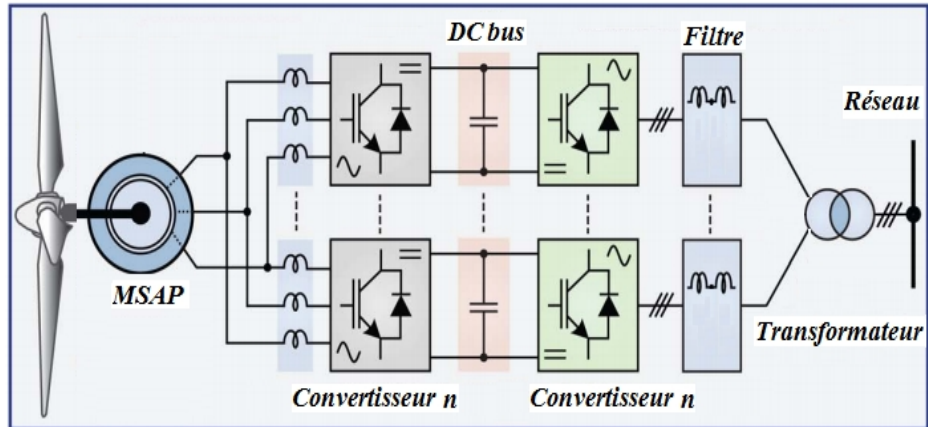 DC bus
Filtre
Réseau
MSAP
Transformateur
Convertisseur n
Convertisseur n